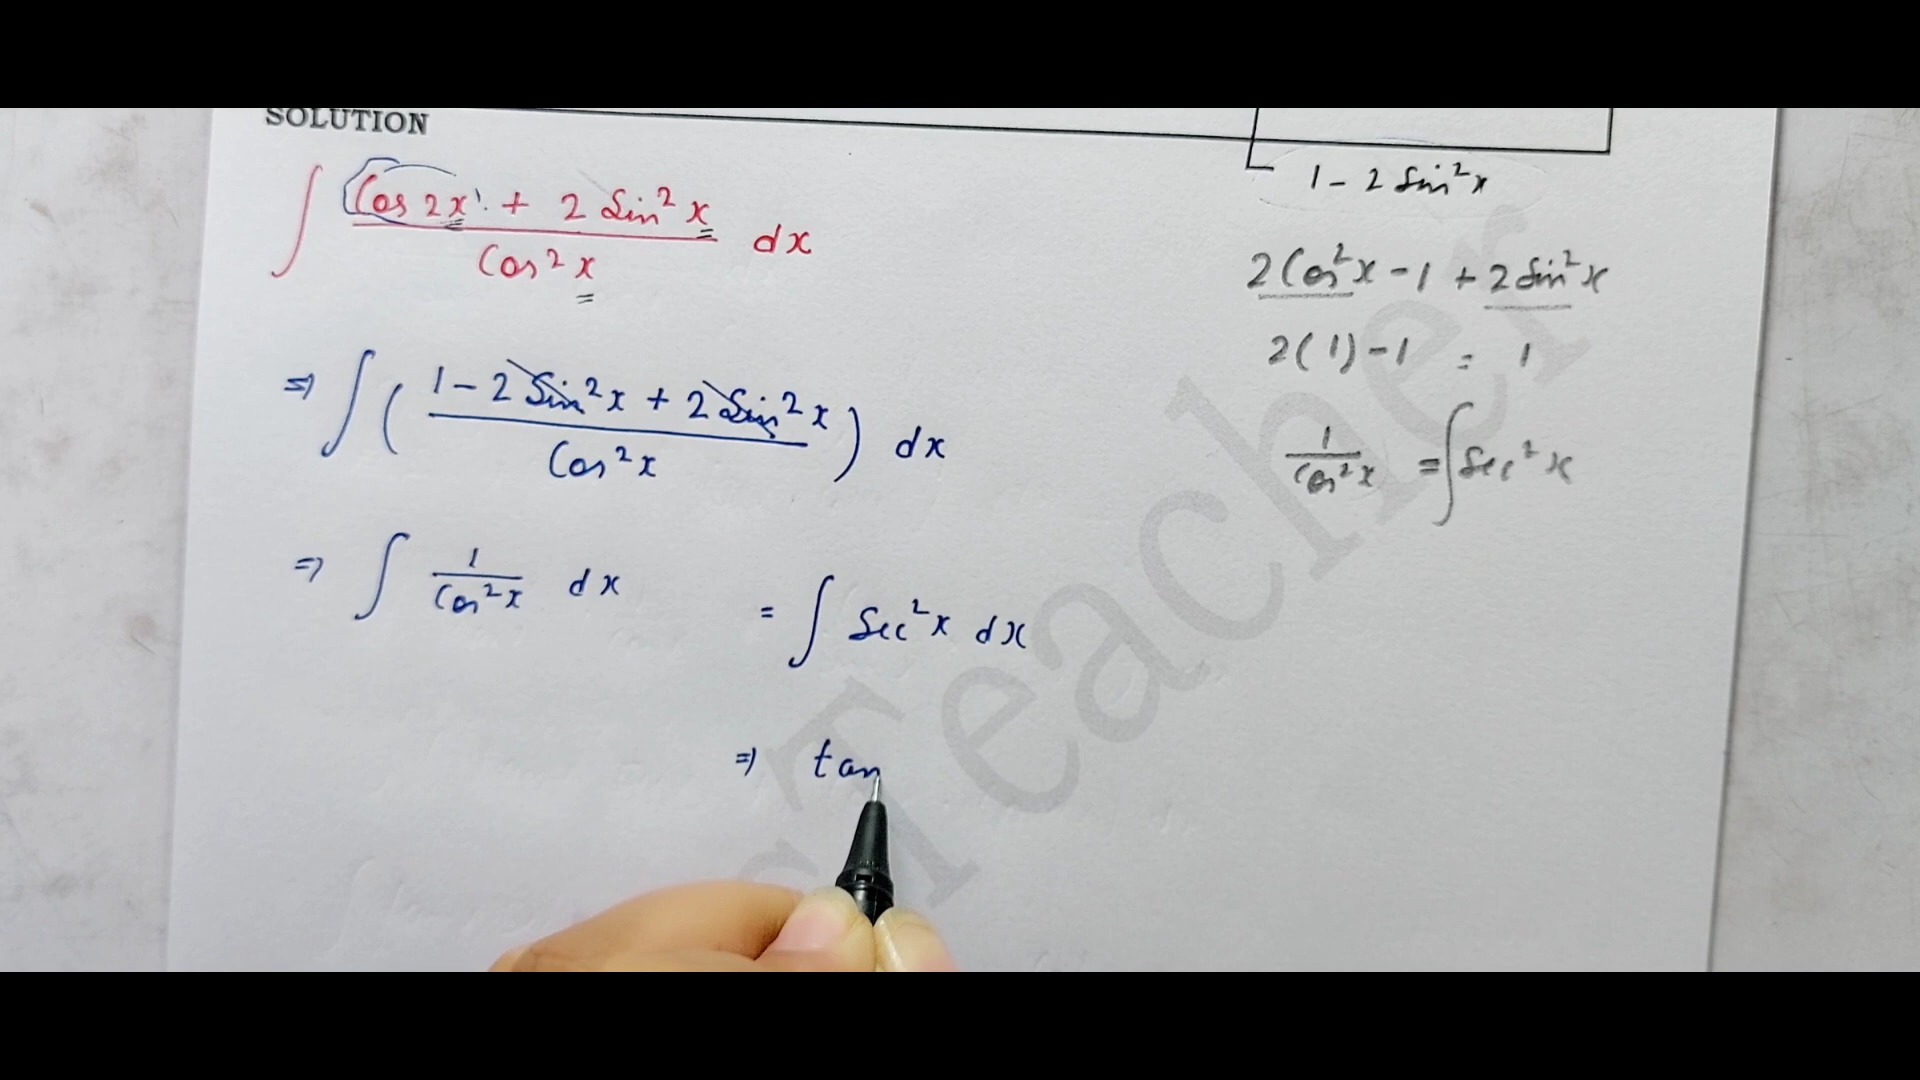 SOLUTION
∫ (Cos 2x + 2 Sin² x) / (Cos² x) dx
⇒ ∫ ( (1 - 2 Sin² x + 2 Sin² x) / (Cos² x) ) dx
⇒ ∫ 1 / (Cos² x) dx = ∫ Sec² x dx
⇒ tan
1 - 2 Sin² x
2 Cos² x - 1 + 2 Sin² x
2(1) - 1 = 1
1 / (Cos² x) = ∫ Sec² x
Teacher